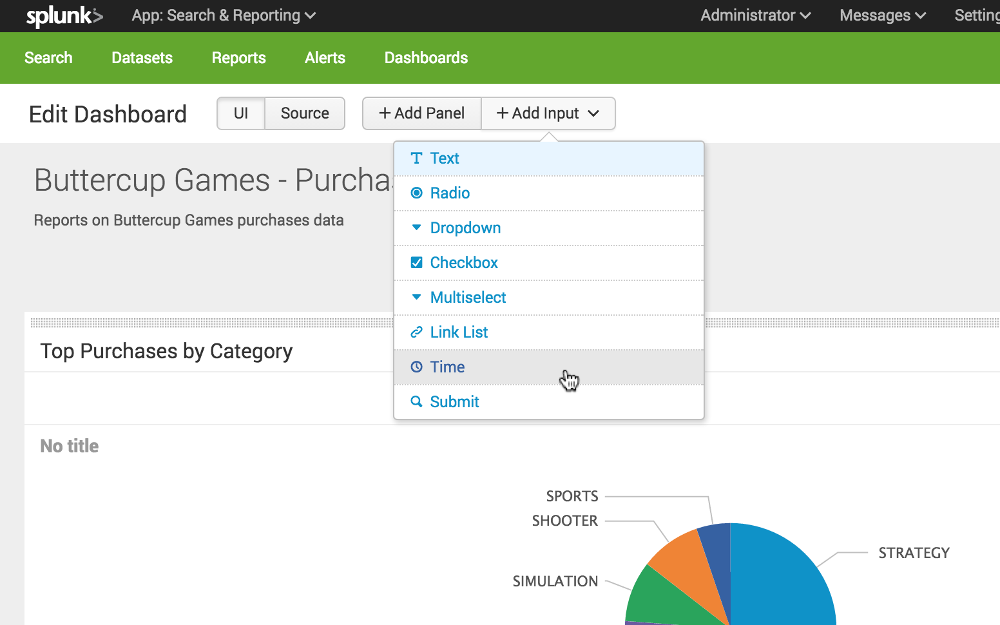 splunk> App: Search & Reporting Administrator Messages Setting
Search Datasets Reports Alerts Dashboards
Edit Dashboard UI Source + Add Panel + Add Input
Text
Buttercup Games - Purcha
Radio
Reports on Buttercup Games purchases data
Dropdown
Checkbox
Multiselect
Link List
Top Purchases by Category
Time
Submit
No title
SPORTS
SHOOTER
STRATEGY
SIMULATION